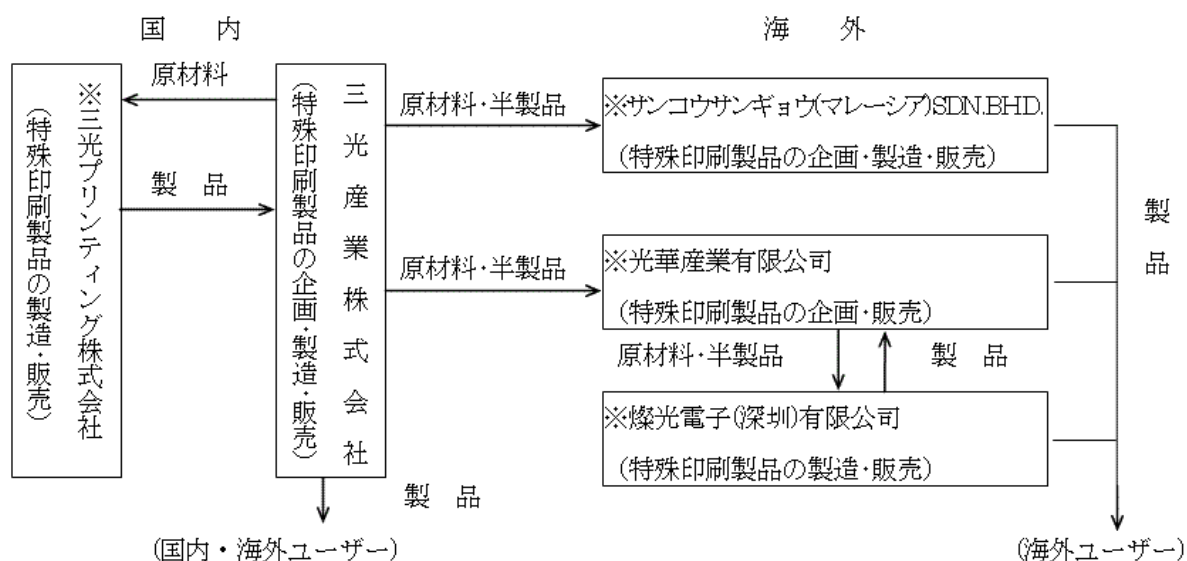 国　内
海　外
※三光プリンティング株式会社
(特殊印刷製品の製造・販売)
原材料
製　品
三光産業株式会社
(特殊印刷製品の企画・製造・販売)
原材料・半製品
※サンコウサンギョウ(マレーシア)SDN.BHD.
(特殊印刷製品の企画・製造・販売)
原材料・半製品
※光華産業有限公司
(特殊印刷製品の企画・販売)
原材料・半製品
製　品
※燦光電子(深圳)有限公司
(特殊印刷製品の製造・販売)
製　品
製　品
(国内・海外ユーザー)
(海外ユーザー)